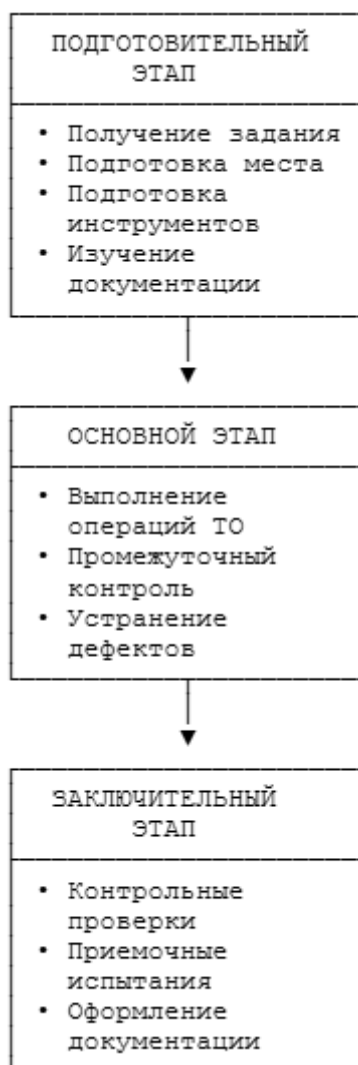 ПОДГОТОВИТЕЛЬНЫЙ
ЭТАП
• Получение задания
• Подготовка места
• Подготовка
инструментов
• Изучение
документации
ОСНОВНОЙ ЭТАП
• Выполнение
операций ТО
• Промежуточный
контроль
• Устранение
дефектов
ЗАКЛЮЧИТЕЛЬНЫЙ
ЭТАП
• Контрольные
проверки
• Приемочные
испытания
• Оформление
документации